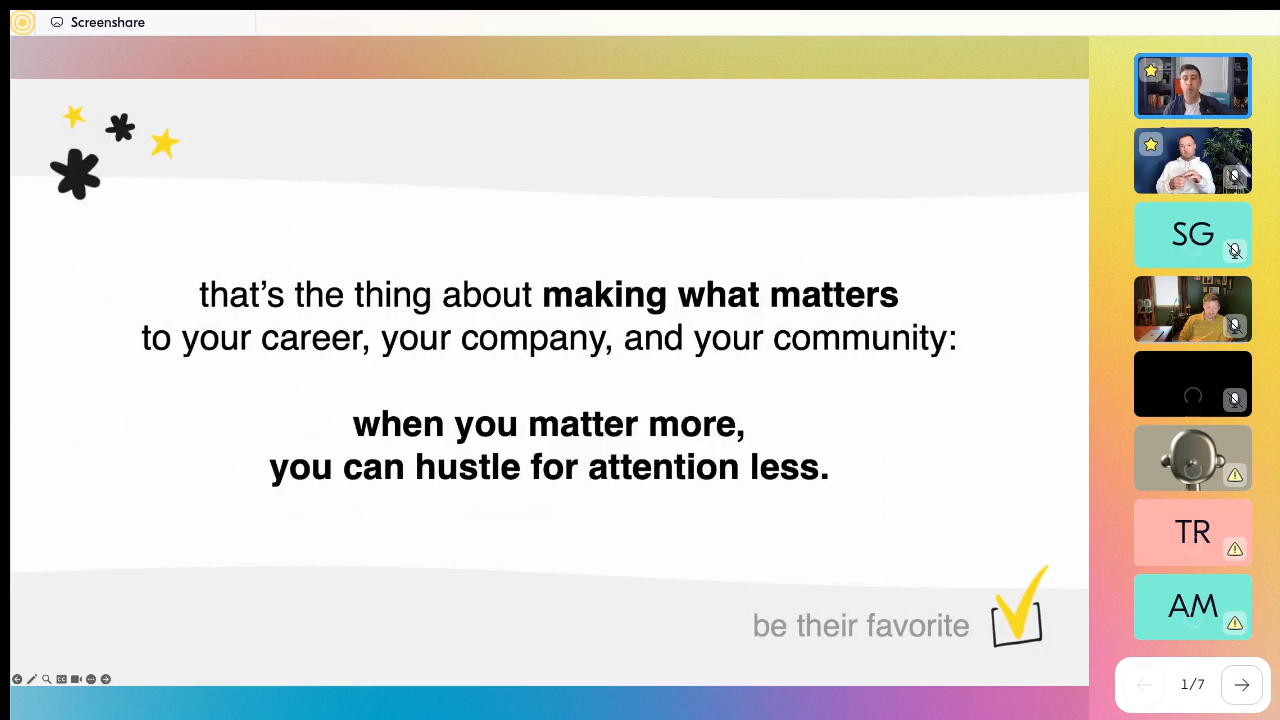 Screenshare
that's the thing about making what matters
to your career, your company, and your community:
when you matter more,
you can hustle for attention less.
be their favorite
SG
TR
AM
1/7